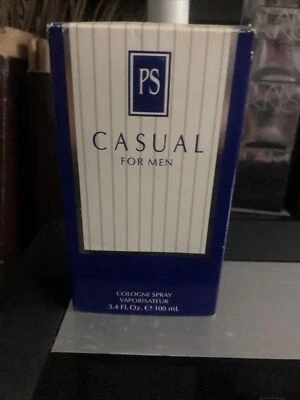 PS
CASUAL
FOR MEN
COLOGNE SPRAY
VAPORISATEUR
3.4 FL.Oz. ℮ 100 mL